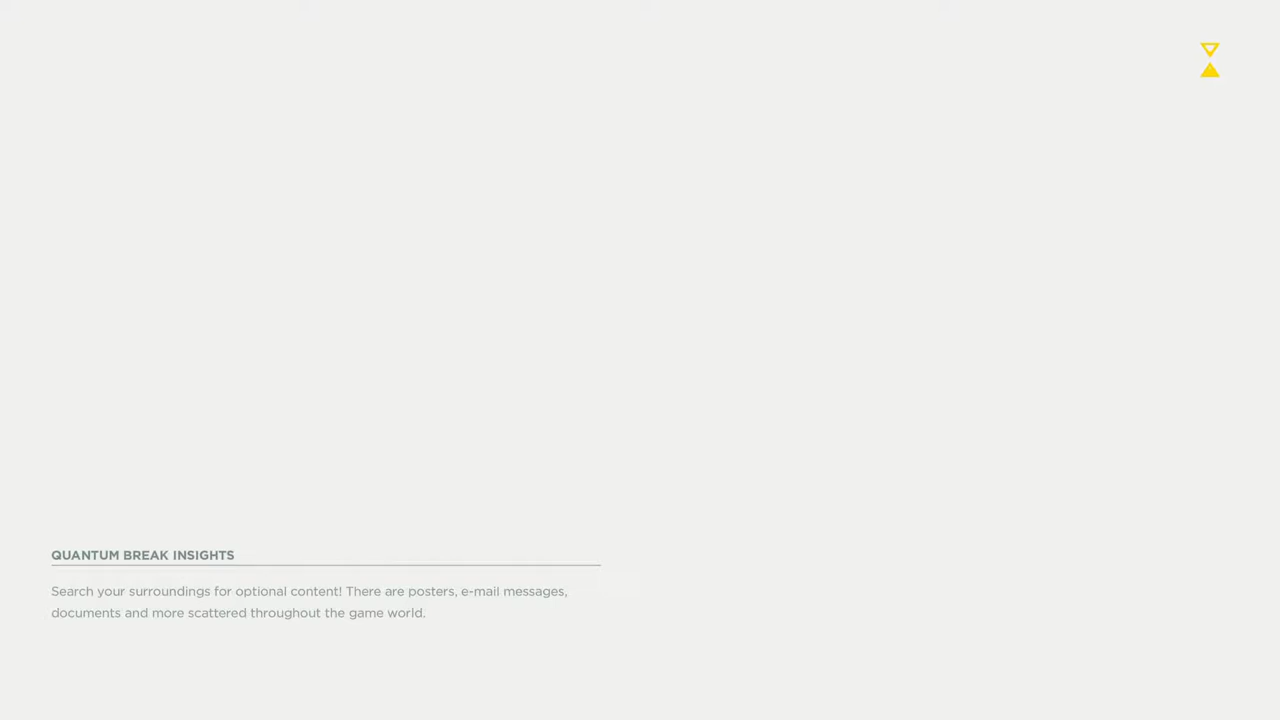 QUANTUM BREAK INSIGHTS
Search your surroundings for optional content! There are posters, e-mail messages,
documents and more scattered throughout the game world.